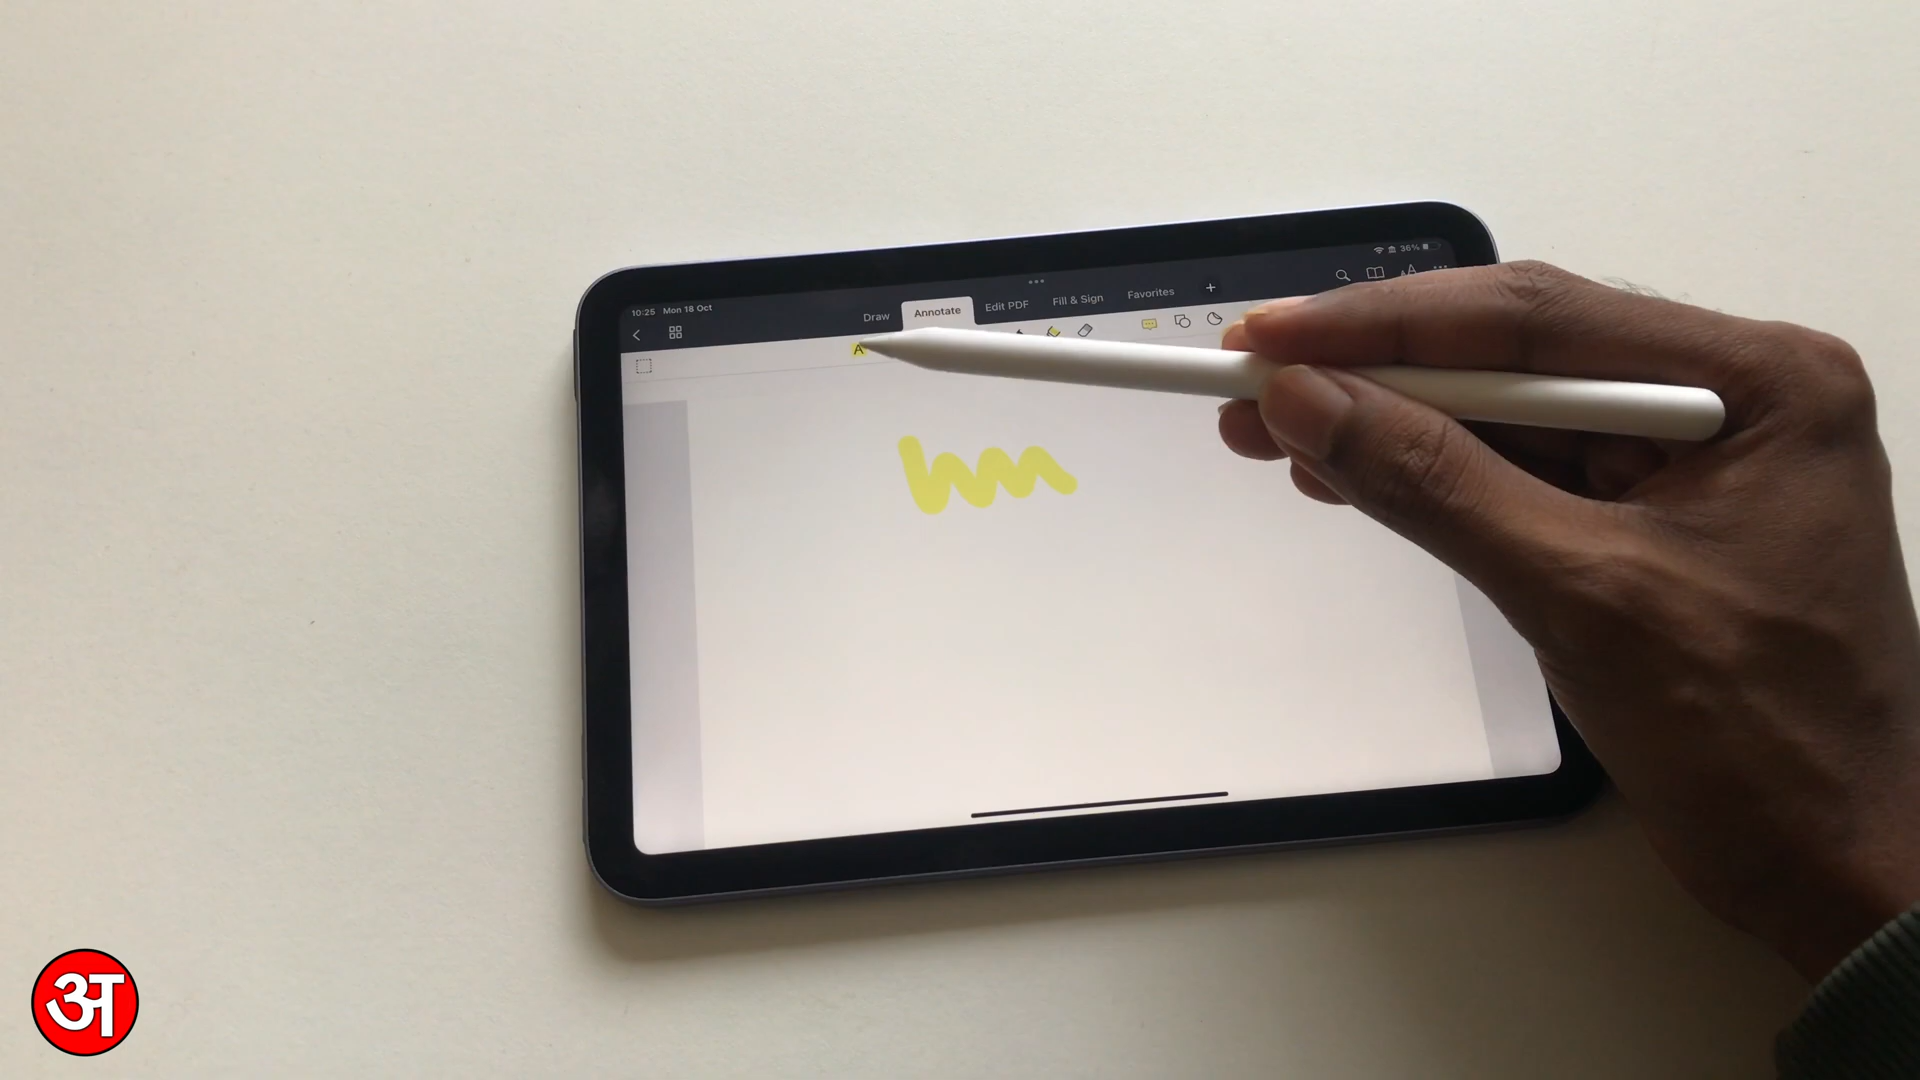 10:25 Mon 18 Oct
36%
Draw Annotate Edit PDF Fill & Sign Favorites +
A
अ